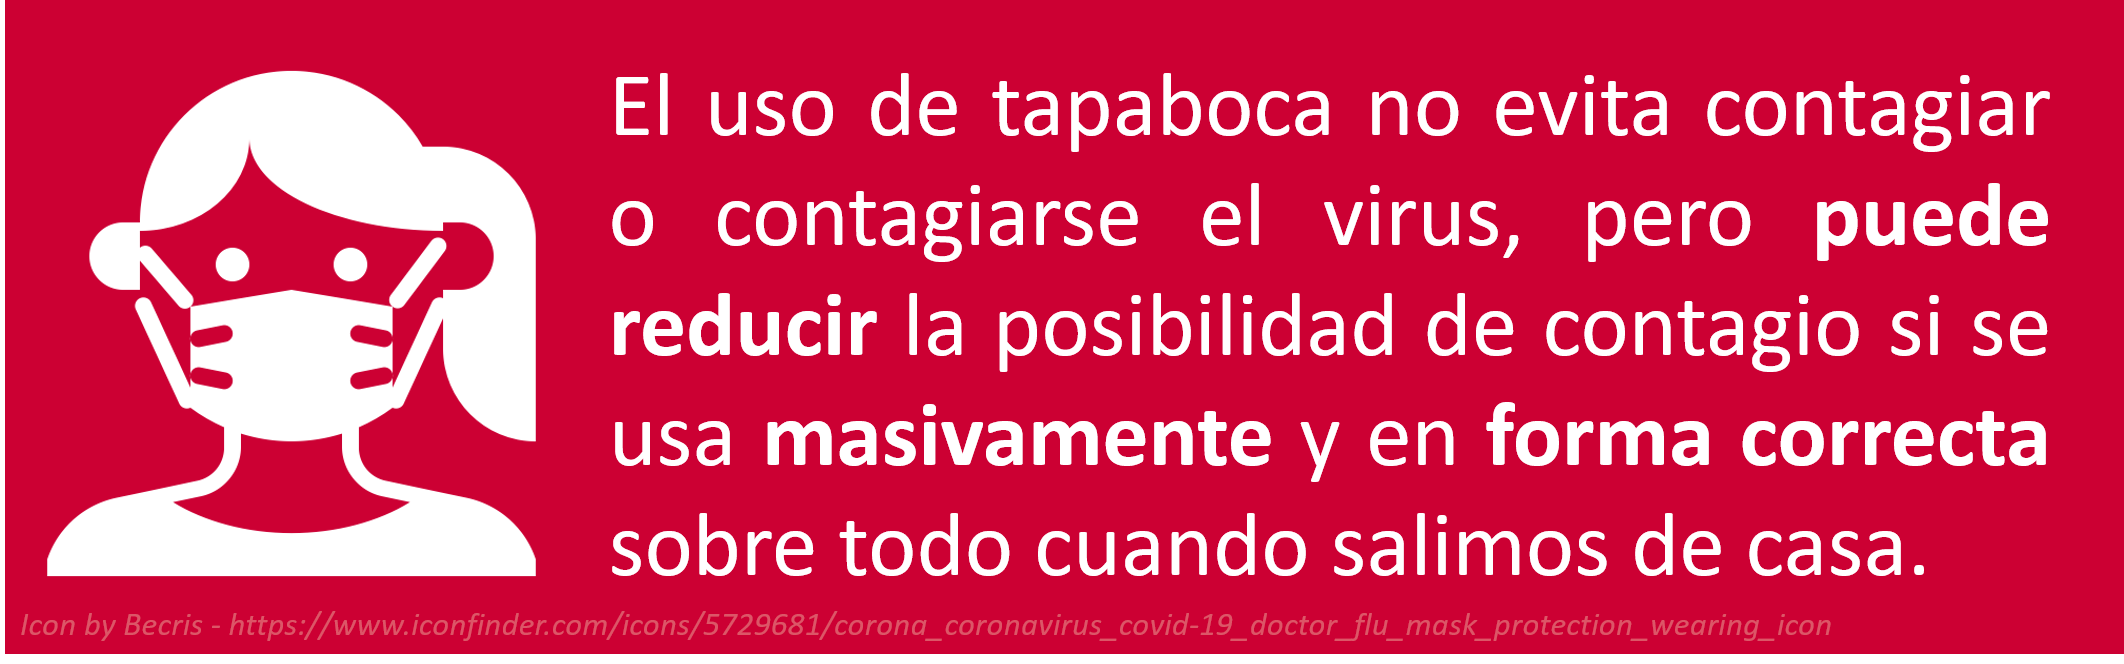 El uso de tapaboca no evita contagiar
o contagiarse el virus, pero puede
reducir la posibilidad de contagio si se
usa masivamente y en forma correcta
sobre todo cuando salimos de casa.
Icon by Becris - https://www.iconfinder.com/icons/5729681/corona_coronavirus_covid-19_doctor_flu_mask_protection_wearing_icon